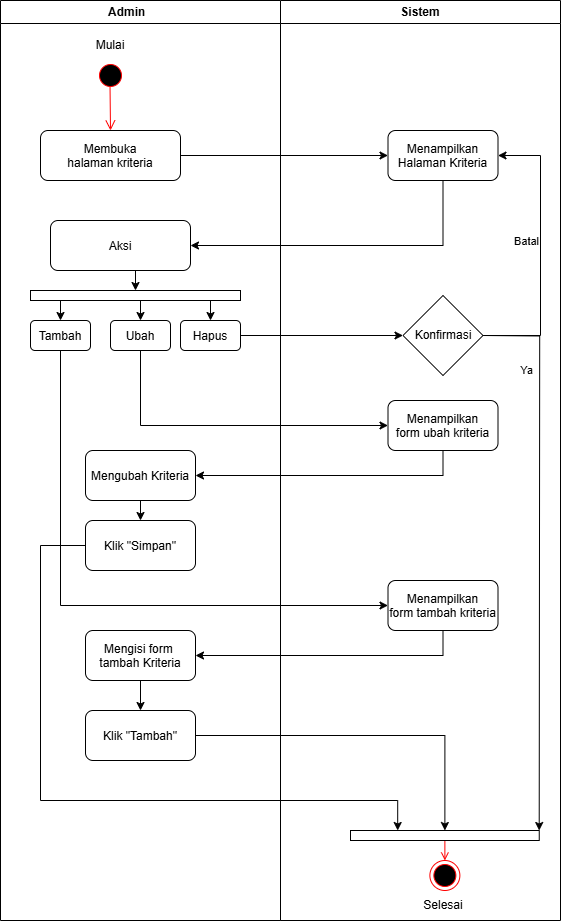 Admin
Sistem
Mulai
Membuka
halaman kriteria
Menampilkan
Halaman Kriteria
Aksi
Batal
Tambah
Ubah
Hapus
Konfirmasi
Ya
Menampilkan
form ubah kriteria
Mengubah Kriteria
Klik "Simpan"
Menampilkan
form tambah kriteria
Mengisi form
tambah Kriteria
Klik "Tambah"
Selesai